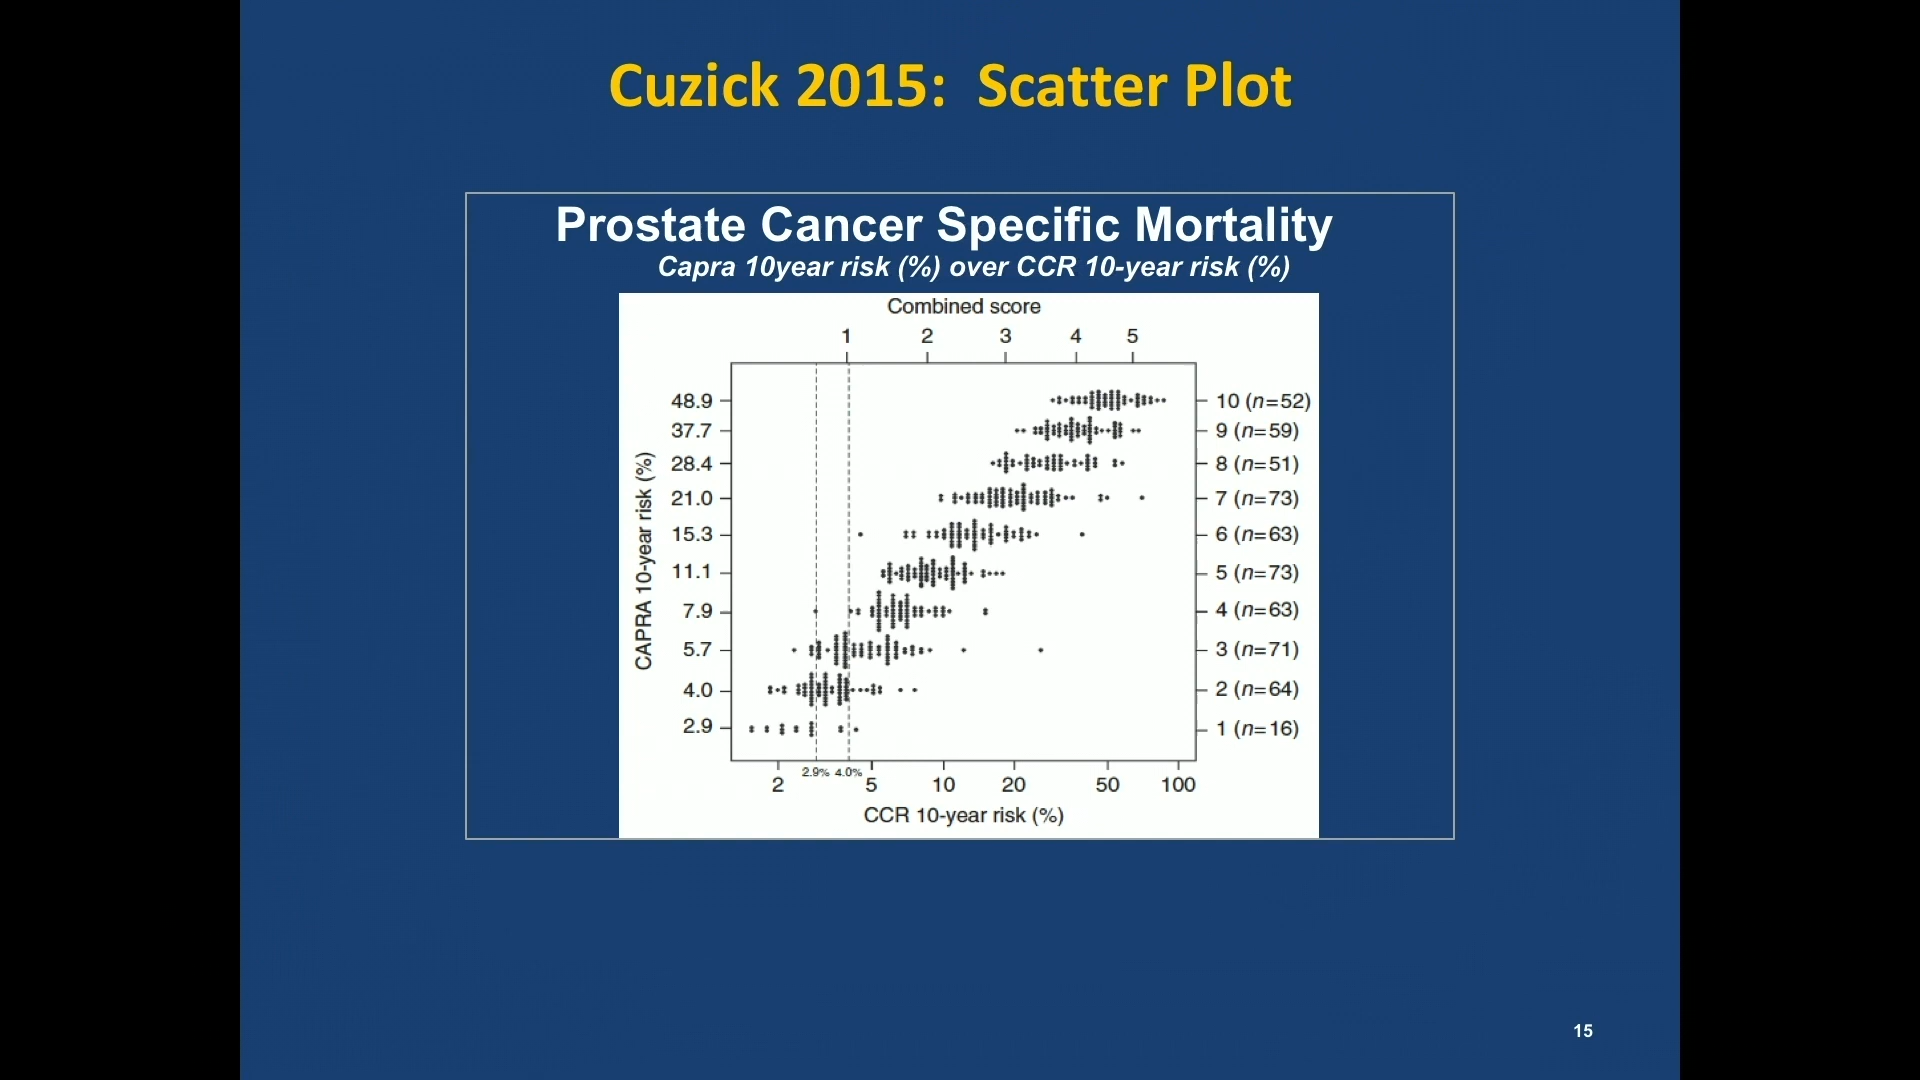 Cuzick 2015:  Scatter Plot
Prostate Cancer Specific Mortality
Capra 10year risk (%) over CCR 10-year risk (%)
Combined score
1 2 3 4 5
CAPRA 10-year risk (%)
48.9 10 (n=52)
37.7 9 (n=59)
28.4 8 (n=51)
21.0 7 (n=73)
15.3 6 (n=63)
11.1 5 (n=73)
7.9 4 (n=63)
5.7 3 (n=71)
4.0 2 (n=64)
2.9 1 (n=16)
2.9% 4.0%
2 5 10 20 50 100
CCR 10-year risk (%)
15